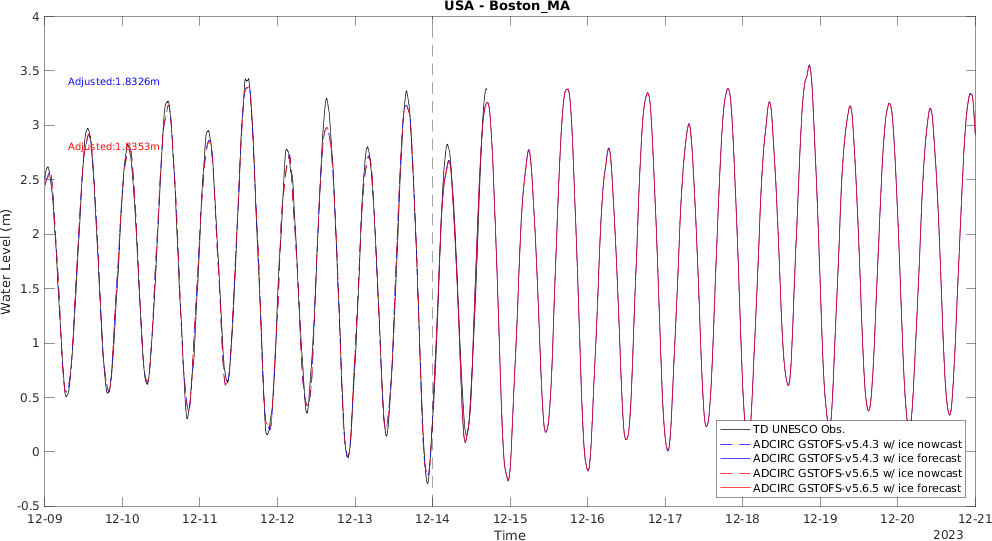 USA - Boston_MA
4
3.5
3
2.5
2
1.5
1
0.5
0
-0.5
Water Level (m)
Adjusted:1.8326m
Adjusted:1.8353m
TD UNESCO Obs.
ADCIRC GSTOFS-v5.4.3 w/ ice nowcast
ADCIRC GSTOFS-v5.4.3 w/ ice forecast
ADCIRC GSTOFS-v5.6.5 w/ ice nowcast
ADCIRC GSTOFS-v5.6.5 w/ ice forecast
12-09 12-10 12-11 12-12 12-13 12-14 12-15 12-16 12-17 12-18 12-19 12-20 12-21
Time
2023